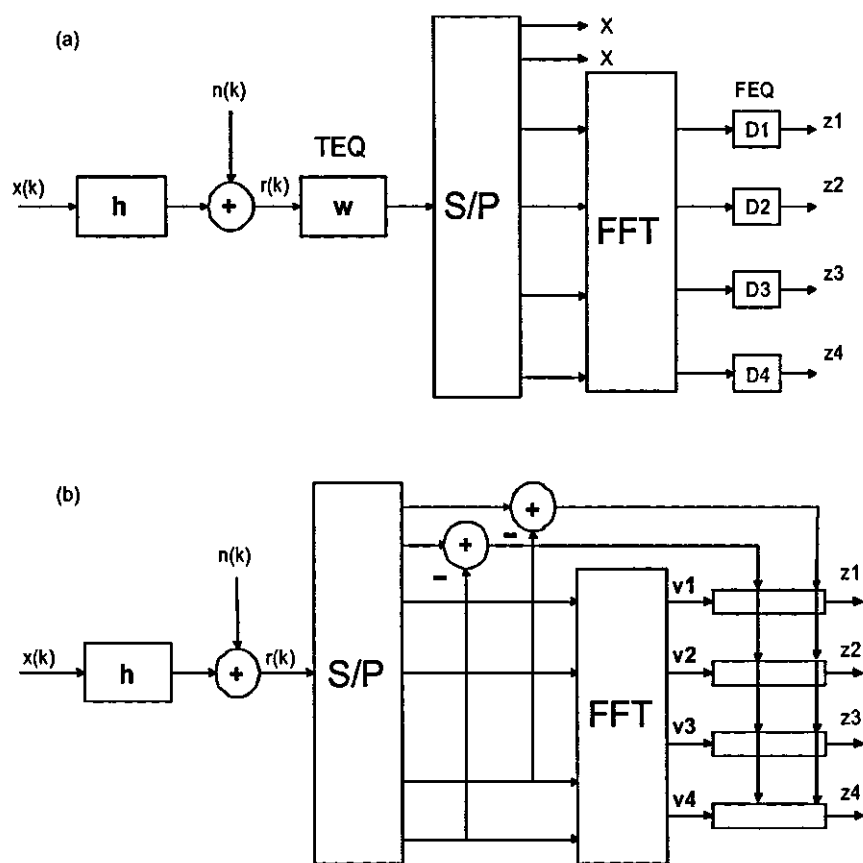 (a)
X
X
n(k)
FEQ
TEQ
D1
z1
x(k)
h
+
r(k)
w
S/P
FFT
D2
z2
D3
z3
D4
z4
(b)
+
n(k)
– +
–
v1
z1
x(k)
h
+
r(k)
S/P
FFT
v2
z2
v3
z3
v4
z4